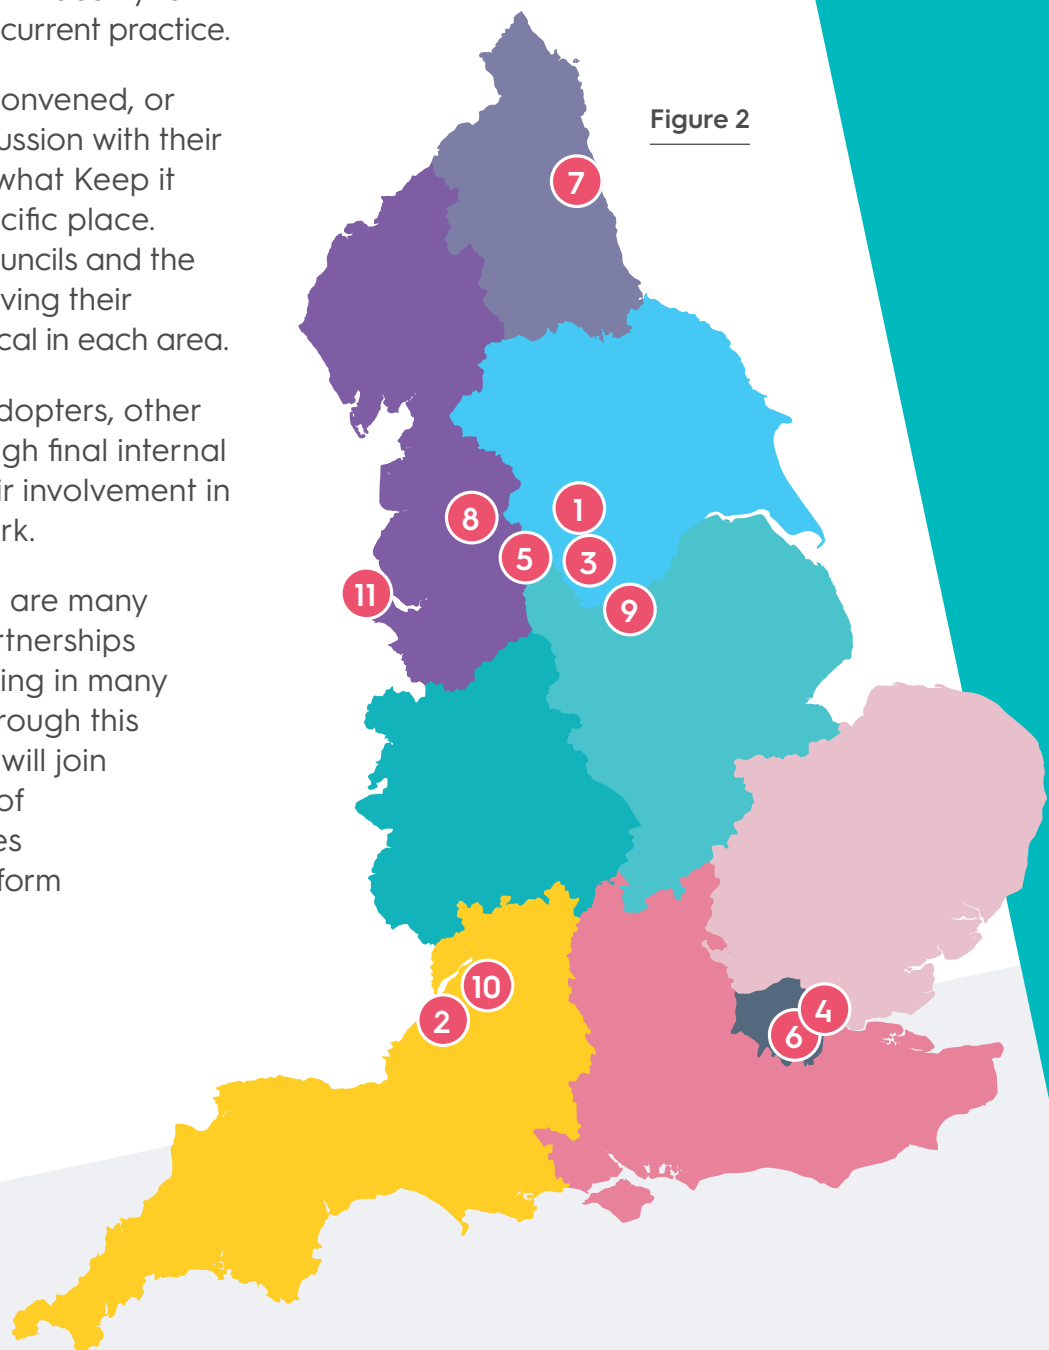 current practice.
onvened, or
ussion with their
what Keep it
cific place.
uncils and the
ving their
cal in each area.
dopters, other
gh final internal
ir involvement in
rk.
are many
rtnerships
ing in many
rough this
will join
of
es
form
Figure 2
7
1
8
5
3
11
9
10
2
4
6